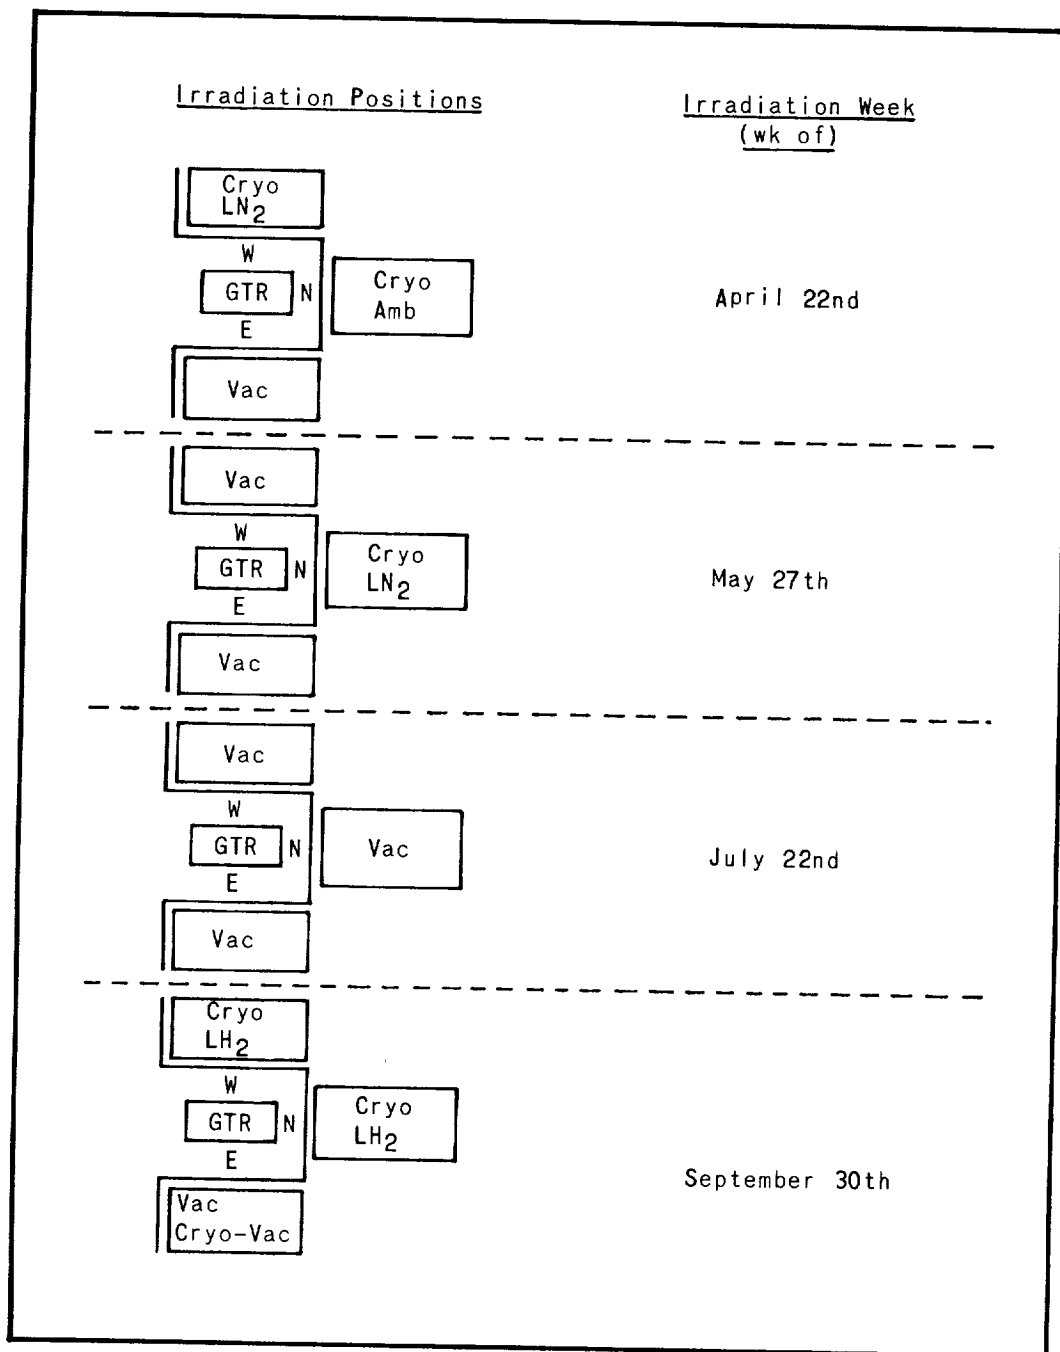 Irradiation Positions
Irradiation Week
(wk of)
Cryo
LN2
W
GTR N
E
Cryo
Amb
Vac
April 22nd
Vac
W
GTR N
E
Cryo
LN2
Vac
May 27th
Vac
W
GTR N
E
Vac
Vac
July 22nd
Cryo
LH2
W
GTR N
E
Cryo
LH2
Vac
Cryo-Vac
September 30th